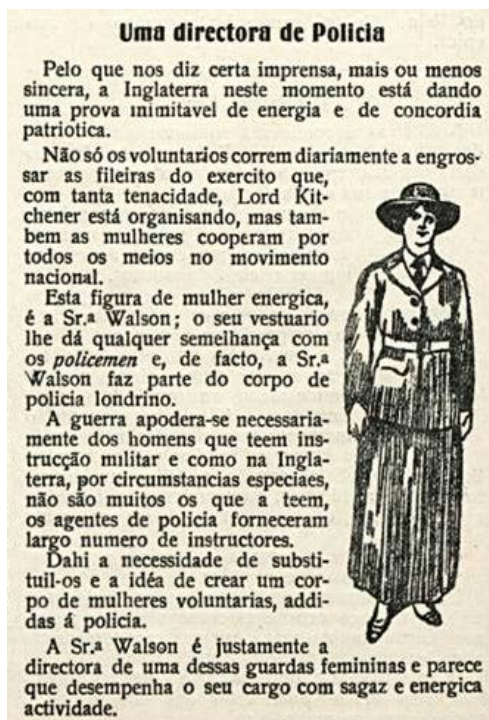 Uma directora de Policia
Pelo que nos diz certa imprensa, mais ou menos
sincera, a Inglaterra neste momento está dando
uma prova inimitavel de energia e de concordia
patriotica.
Não só os voluntarios correm diariamente a engros-
sar as fileiras do exercito que,
com tanta tenacidade, Lord Kit-
chener está organisando, mas tam-
bem as mulheres cooperam por
todos os meios no movimento
nacional.
Esta figura de mulher energica,
é a Sr.ª Walson; o seu vestuario
lhe dá qualquer semelhança com
os policemen e, de facto, a Sr.ª
Walson faz parte do corpo de
policia londrino.
A guerra apodera-se necessaria-
mente dos homens que teem ins-
trucção militar e como na Ingla-
terra, por circumstancias especiaes,
não são muitos os que a teem,
os agentes de policia forneceram
largo numero de instructores.
Dahi a necessidade de substi-
tuil-os e a idéa de crear um cor-
po de mulheres voluntarias, addi-
das á policia.
A Sr.ª Walson é justamente a
directora de uma dessas guardas femininas e parece
que desempenha o seu cargo com sagaz e energica
actividade.